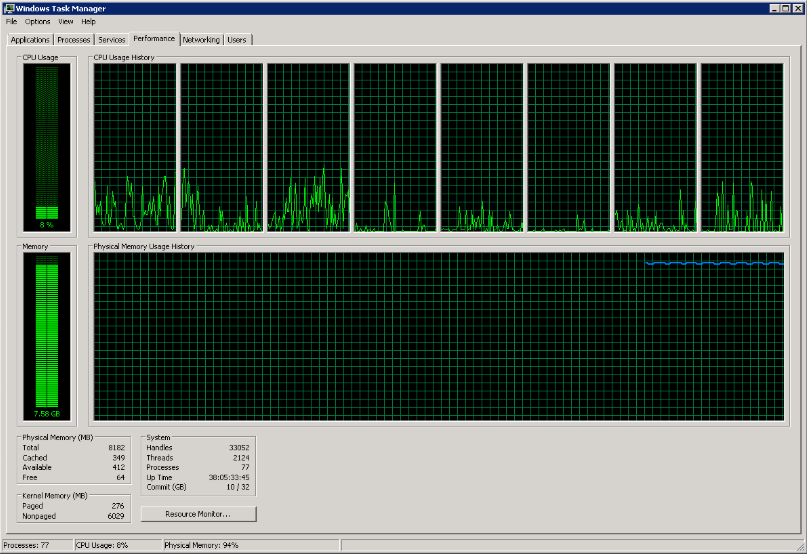 Windows Task Manager
File Options View Help
Applications Processes Services Performance Networking Users
CPU Usage CPU Usage History
8 %
Memory Physical Memory Usage History
7.58 GB
Physical Memory (MB) System
Total 8182 Handles 33052
Cached 349 Threads 2124
Available 412 Processes 77
Free 64 Up Time 38:05:33:45
Commit (GB) 10 / 32
Kernel Memory (MB)
Paged 276
Nonpaged 6029
Resource Monitor...
Processes: 77 CPU Usage: 8% Physical Memory: 94%